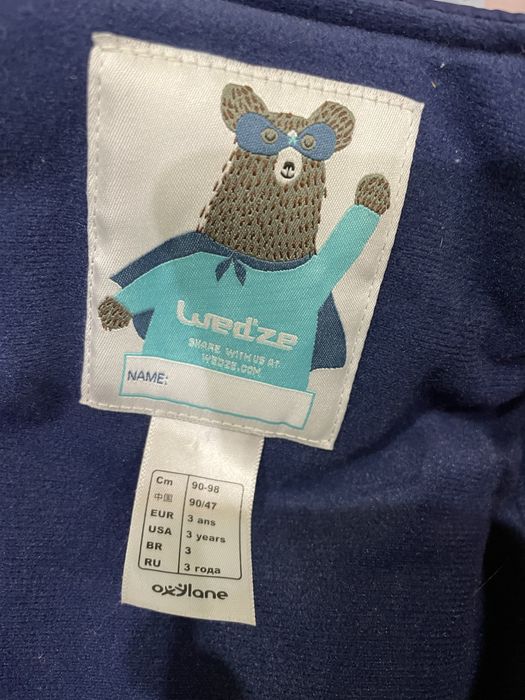 wed'ze
SHARE WITH US AT
WEDZE.COM
NAME:
Cm 90-98
中国 90/47
EUR 3 ans
USA 3 years
BR 3
RU 3 года
oxylane